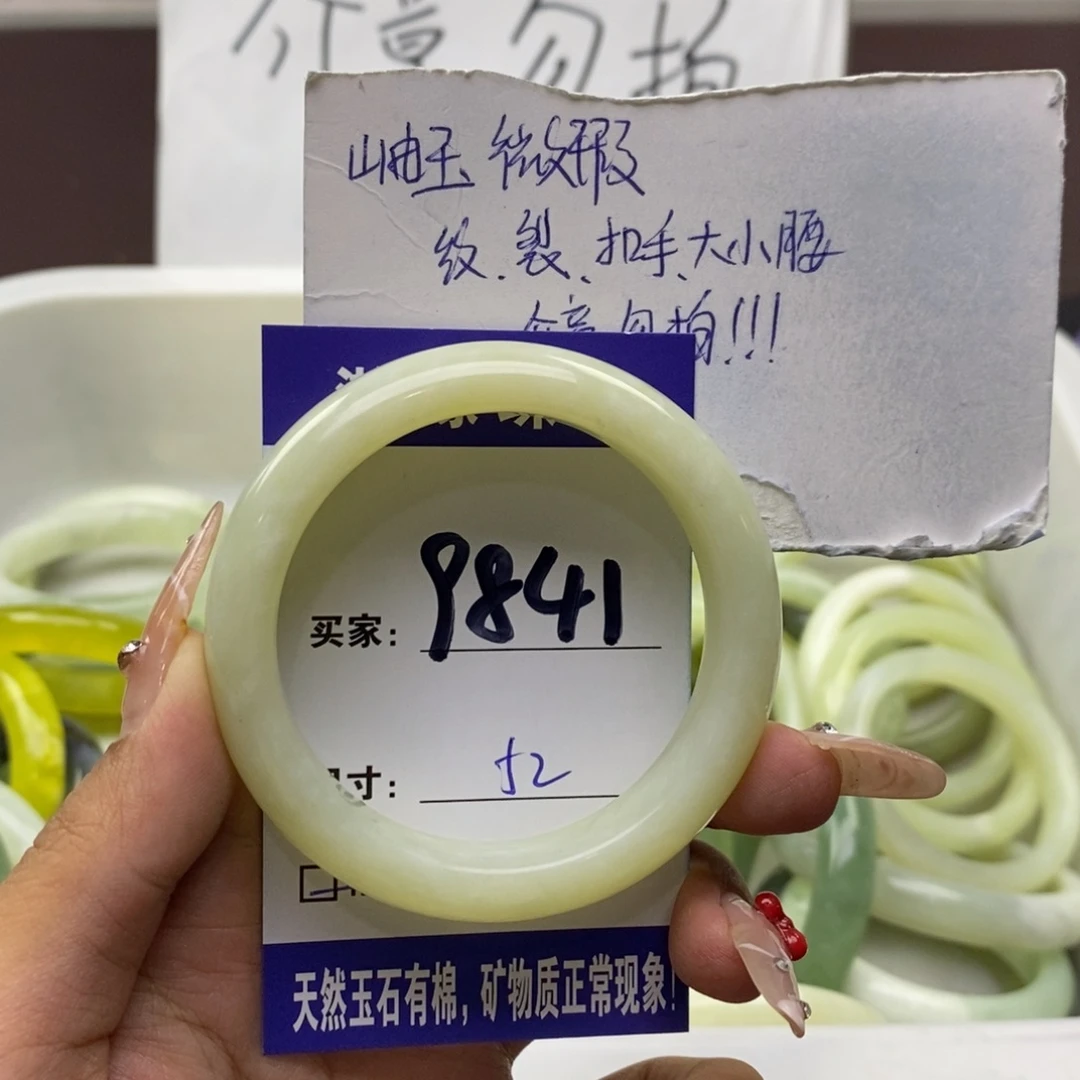 介意勿拍
岫玉 微瑕
纹、裂、扣手、大小腰
介意勿拍!!!
买家: 9841
寸: 52
天然玉石有棉,矿物质正常现象!